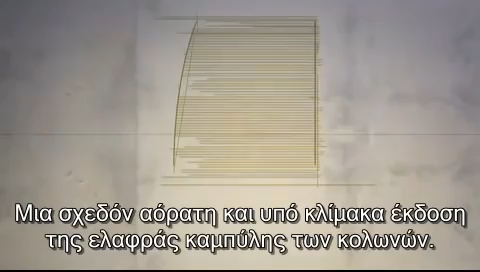 Μια σχεδόν αόρατη και υπό κλίμακα έκδοση
της ελαφράς καμπύλης των κολωνών.